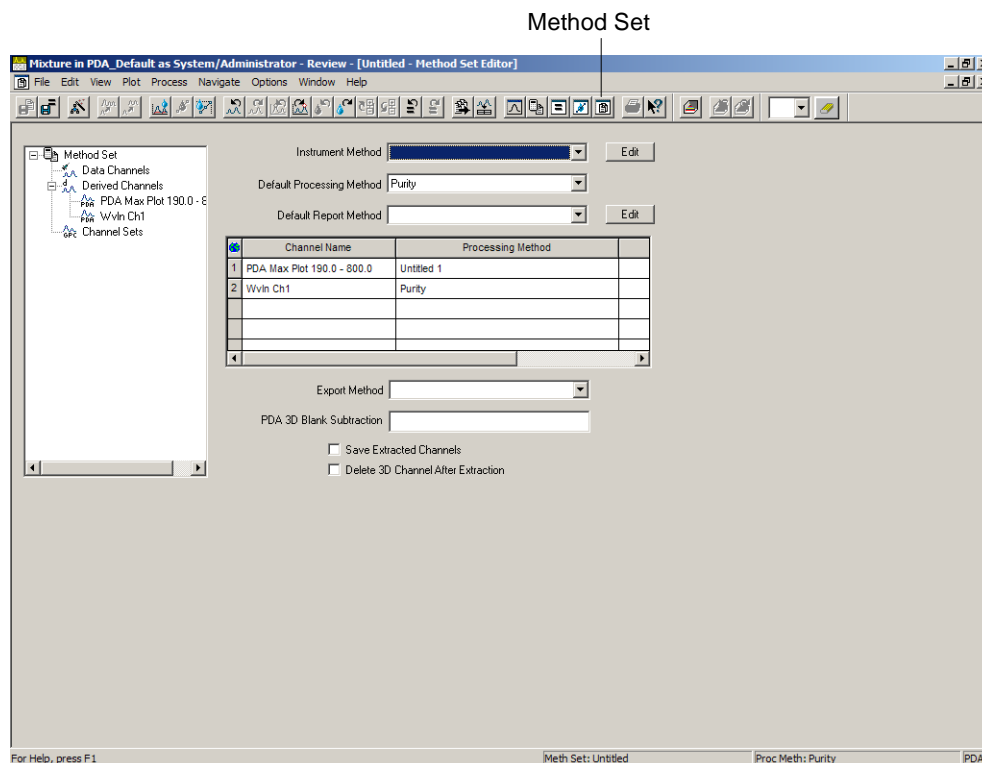 Method Set
Mixture in PDA_Default as System/Administrator - Review - [Untitled - Method Set Editor]
File Edit View Plot Process Navigate Options Window Help
Method Set
Data Channels
Derived Channels
PDA Max Plot 190.0 - 8
Wvln Ch1
Channel Sets
Instrument Method Edit
Default Processing Method Purity
Default Report Method Edit
Channel Name Processing Method
1 PDA Max Plot 190.0 - 800.0 Untitled 1
2 Wvln Ch1 Purity
Export Method
PDA 3D Blank Subtraction
Save Extracted Channels
Delete 3D Channel After Extraction
For Help, press F1 Meth Set: Untitled Proc Meth: Purity PDA